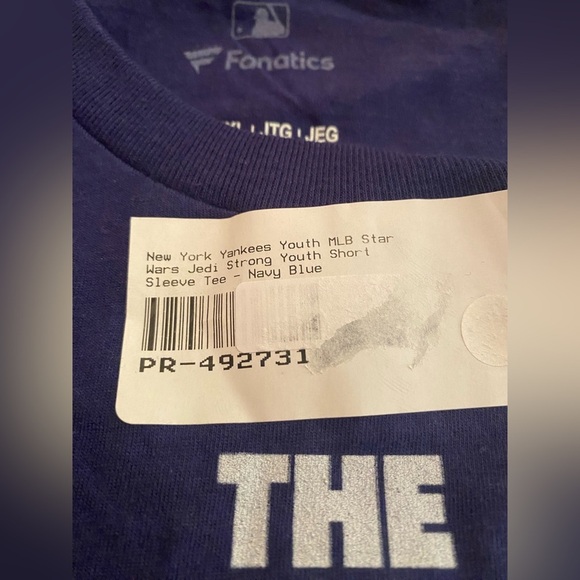 Fanatics
JTG | JEG
New York Yankees Youth MLB Star
Wars Jedi Strong Youth Short
Sleeve Tee - Navy Blue
PR-492731
THE